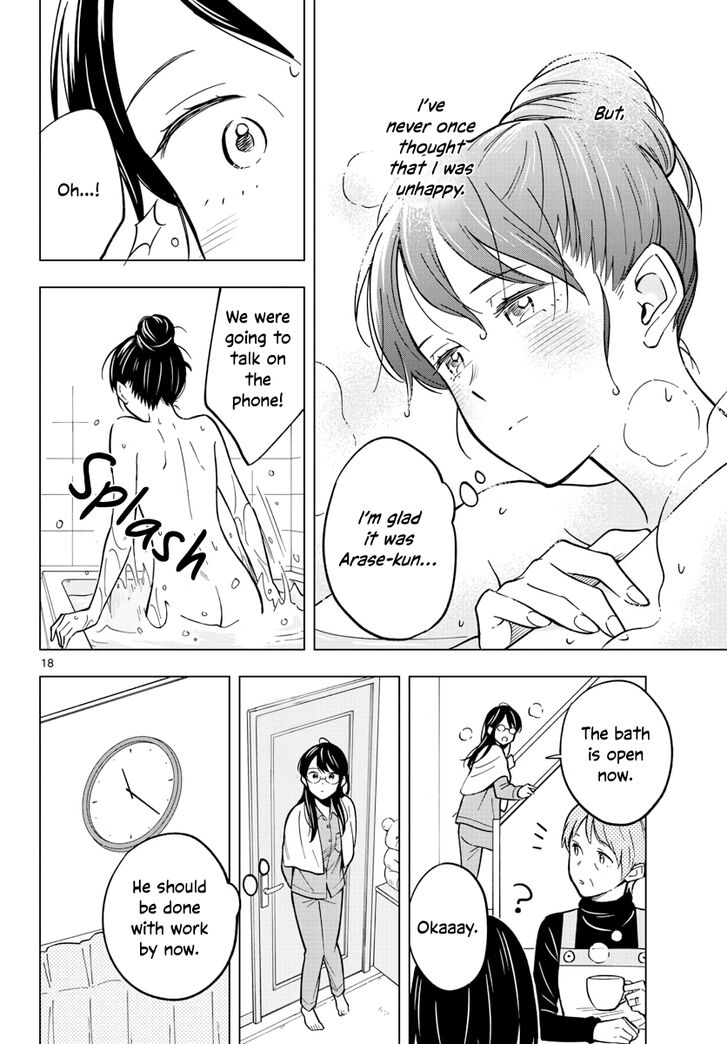 But,
I've
never once
thought
that I was
unhappy.
I'm glad
it was
Arase-kun...
Oh...!
We were
going to
talk on
the
phone!
Splash
18
The bath
is open
now.
?
Okaaay.
He should
be done
with work
by now.